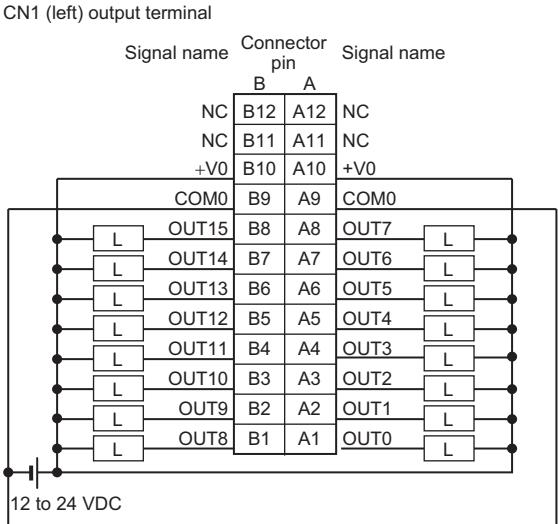 CN1 (left) output terminal
Signal name Connector pin Signal name
B A
NC B12 A12 NC
NC B11 A11 NC
+V0 B10 A10 +V0
COM0 B9 A9 COM0
L OUT15 B8 A8 OUT7 L
L OUT14 B7 A7 OUT6 L
L OUT13 B6 A6 OUT5 L
L OUT12 B5 A5 OUT4 L
L OUT11 B4 A4 OUT3 L
L OUT10 B3 A3 OUT2 L
L OUT9 B2 A2 OUT1 L
L OUT8 B1 A1 OUT0 L
12 to 24 VDC